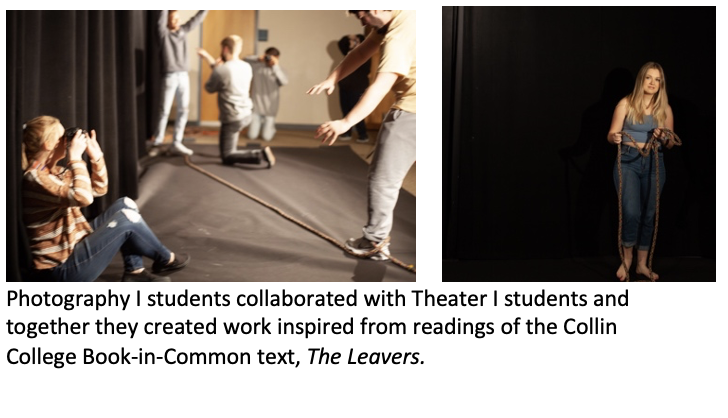 Photography I students collaborated with Theater I students and
together they created work inspired from readings of the Collin
College Book-in-Common text, The Leavers.